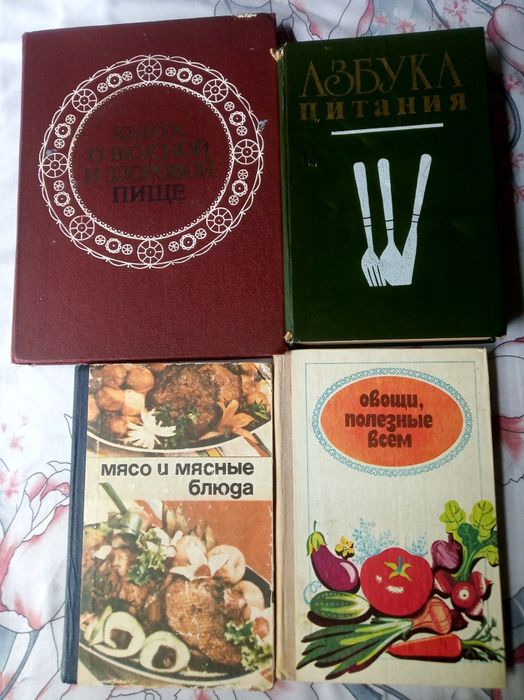 КНИГА
О ВКУСНОЙ
И ЗДОРОВОЙ
ПИЩЕ
АЗБУКА
ПИТАНИЯ
мясо и мясные
блюда
овощи,
полезные
всем